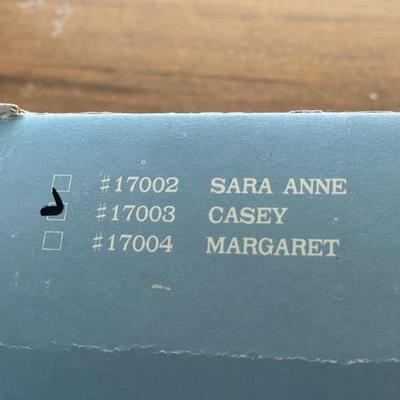 #17002 SARA ANNE
#17003 CASEY
#17004 MARGARET